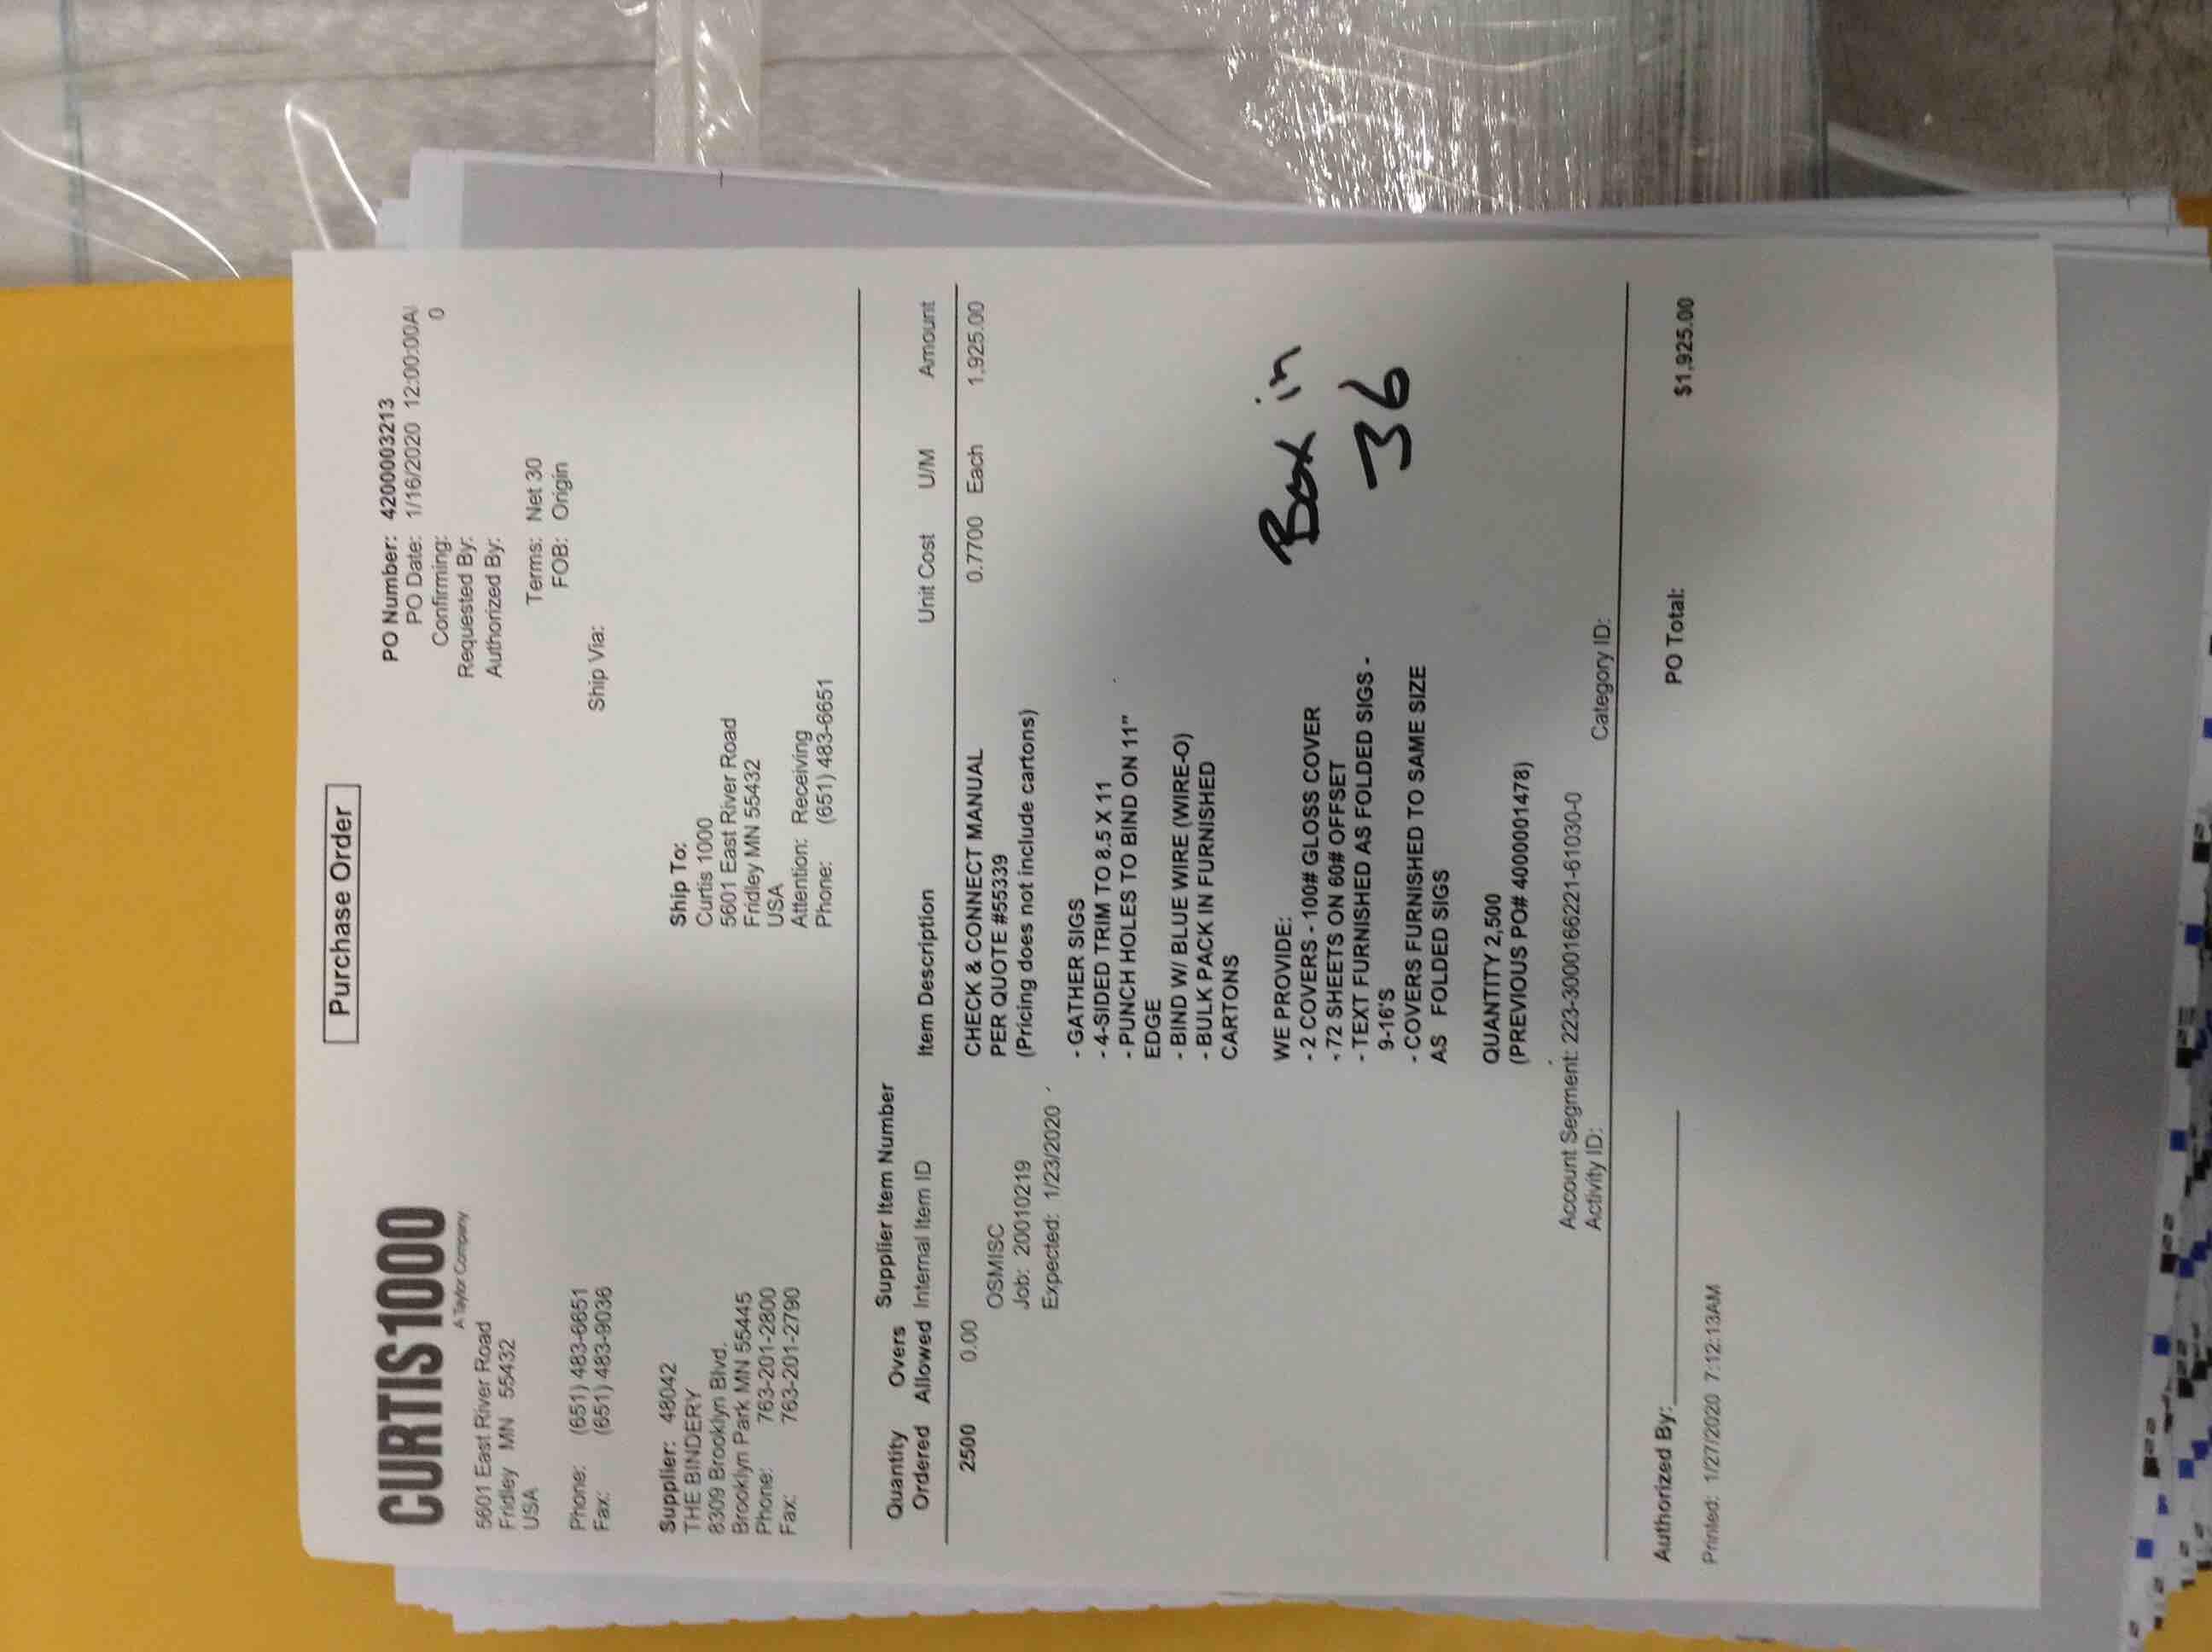 Purchase Order
CURTIS 1000
A Taylor Company
5601 East River Road
Fridley MN 55432
USA
Phone: (651) 483-6651
Fax: (651) 483-9036
PO Number: 4200003213
PO Date: 1/16/2020 12:00:00A
Confirming: 0
Requested By:
Authorized By:
Terms: Net 30
FOB: Origin
Ship Via:
Supplier: 48042
THE BINDERY
8309 Brooklyn Blvd.
Brooklyn Park MN 55445
Phone: 763-201-2800
Fax: 763-201-2790
Ship To:
Curtis 1000
5601 East River Road
Fridley MN 55432
USA
Attention: Receiving
Phone: (651) 483-6651
Quantity Overs Supplier Item Number
Ordered Allowed Internal Item ID Item Description Unit Cost U/M Amount
2500 0.00 CHECK & CONNECT MANUAL 0.7700 Each 1,925.00
OSMISC PER QUOTE #55339
Job: 20010219 (Pricing does not include cartons)
Expected: 1/23/2020
- GATHER SIGS
- 4-SIDED TRIM TO 8.5 X 11
- PUNCH HOLES TO BIND ON 11"
EDGE
- BIND W/ BLUE WIRE (WIRE-O)
- BULK PACK IN FURNISHED
CARTONS
WE PROVIDE:
- 2 COVERS - 100# GLOSS COVER
- 72 SHEETS ON 60# OFFSET
- TEXT FURNISHED AS FOLDED SIGS -
9-16'S
- COVERS FURNISHED TO SAME SIZE
AS FOLDED SIGS
Box in
36
QUANTITY 2,500
(PREVIOUS PO# 4000001478)
Account Segment: 223-3000166221-61030-0
Activity ID: Category ID:
Authorized By: PO Total: $1,925.00
Printed: 1/27/2020 7:12:13AM